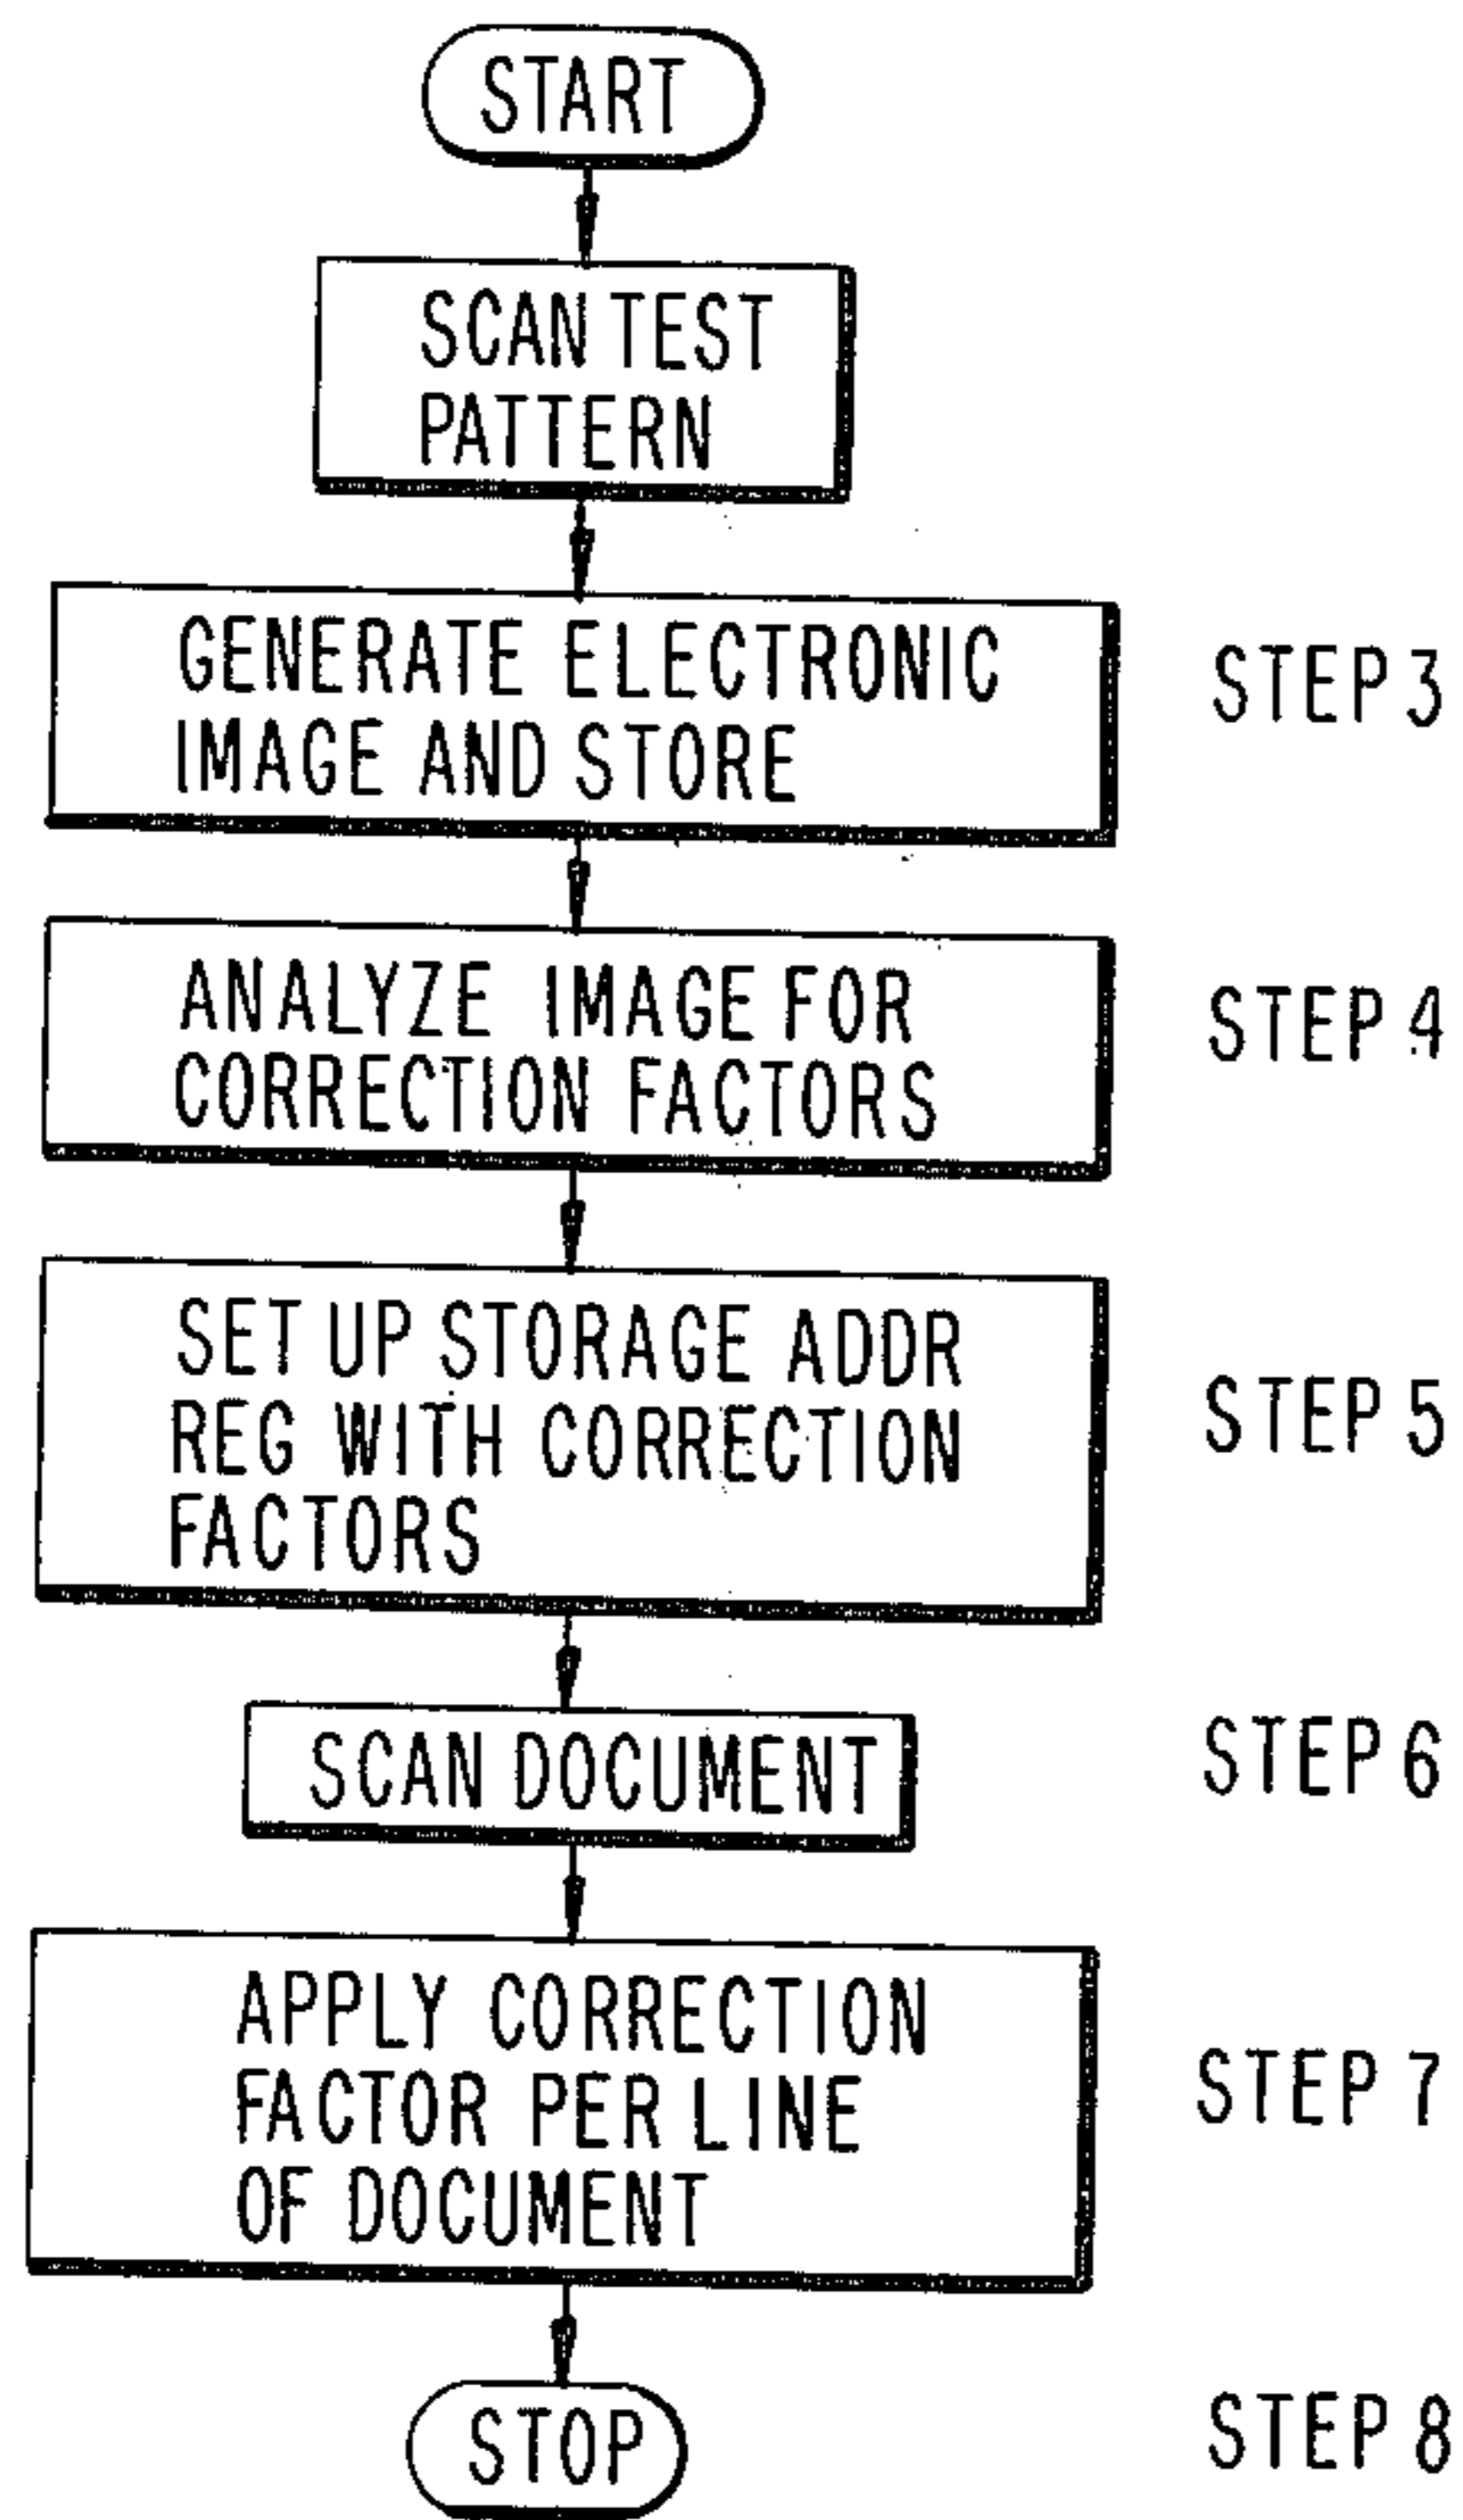 START
SCAN TEST
PATTERN
GENERATE ELECTRONIC
IMAGE AND STORE
STEP 3
ANALYZE IMAGE FOR
CORRECTION FACTORS
STEP 4
SET UP STORAGE ADDR
REG WITH CORRECTION
FACTORS
STEP 5
SCAN DOCUMENT
STEP 6
APPLY CORRECTION
FACTOR PER LINE
OF DOCUMENT
STEP 7
STOP
STEP 8